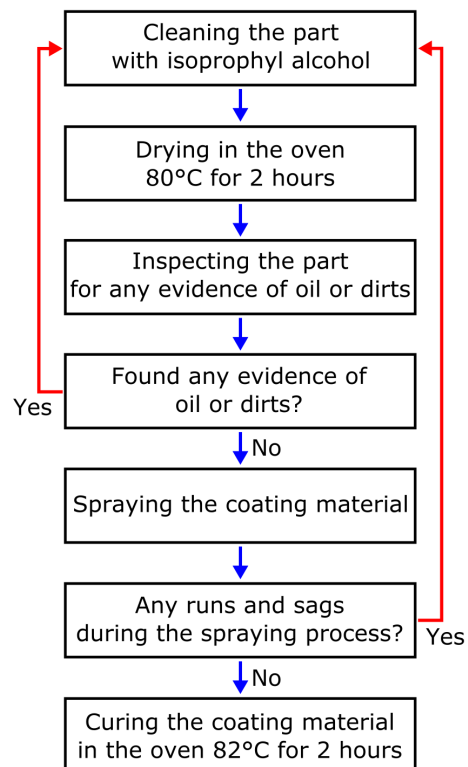 Cleaning the part
with isoprophyl alcohol
Drying in the oven
80°C for 2 hours
Inspecting the part
for any evidence of oil or dirts
Found any evidence of
oil or dirts?
Yes
No
Spraying the coating material
Any runs and sags
during the spraying process?
Yes
No
Curing the coating material
in the oven 82°C for 2 hours